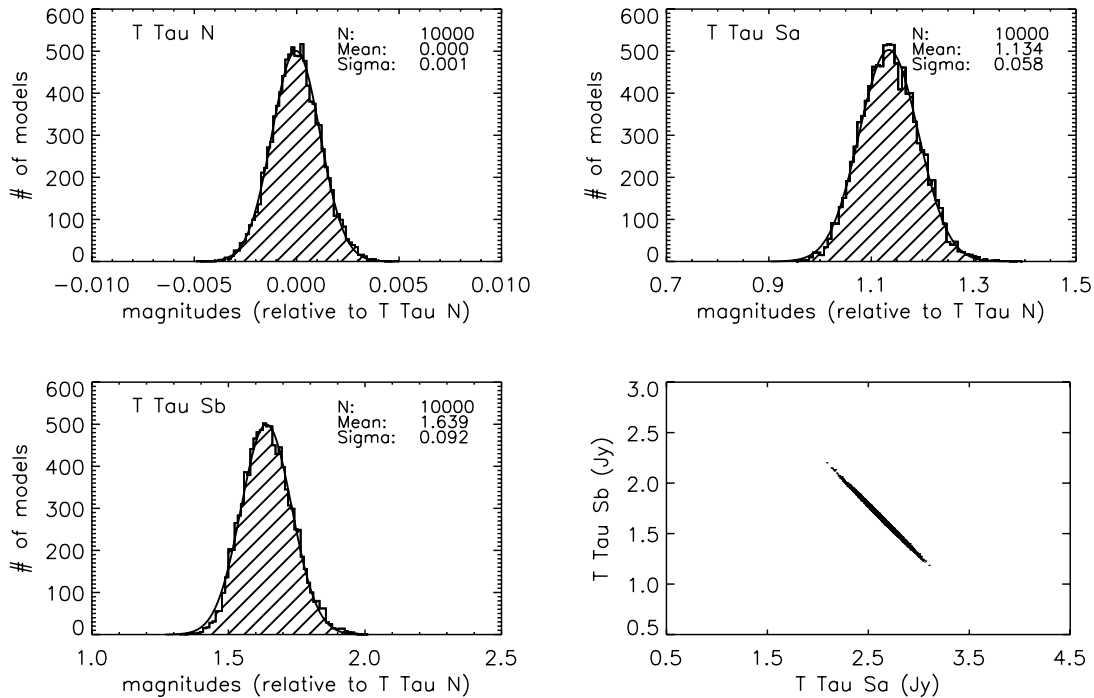 T Tau N
N: 10000
Mean: 0.000
Sigma: 0.001
600
500
400
300
200
100
0
# of models
−0.010 −0.005 0.000 0.005 0.010
magnitudes (relative to T Tau N)
T Tau Sa
N: 10000
Mean: 1.134
Sigma: 0.058
600
500
400
300
200
100
0
# of models
0.7 0.9 1.1 1.3 1.5
magnitudes (relative to T Tau N)
T Tau Sb
N: 10000
Mean: 1.639
Sigma: 0.092
600
500
400
300
200
100
0
# of models
1.0 1.5 2.0 2.5
magnitudes (relative to T Tau N)
3.0
2.5
2.0
1.5
1.0
0.5
T Tau Sb (Jy)
0.5 1.5 2.5 3.5 4.5
T Tau Sa (Jy)